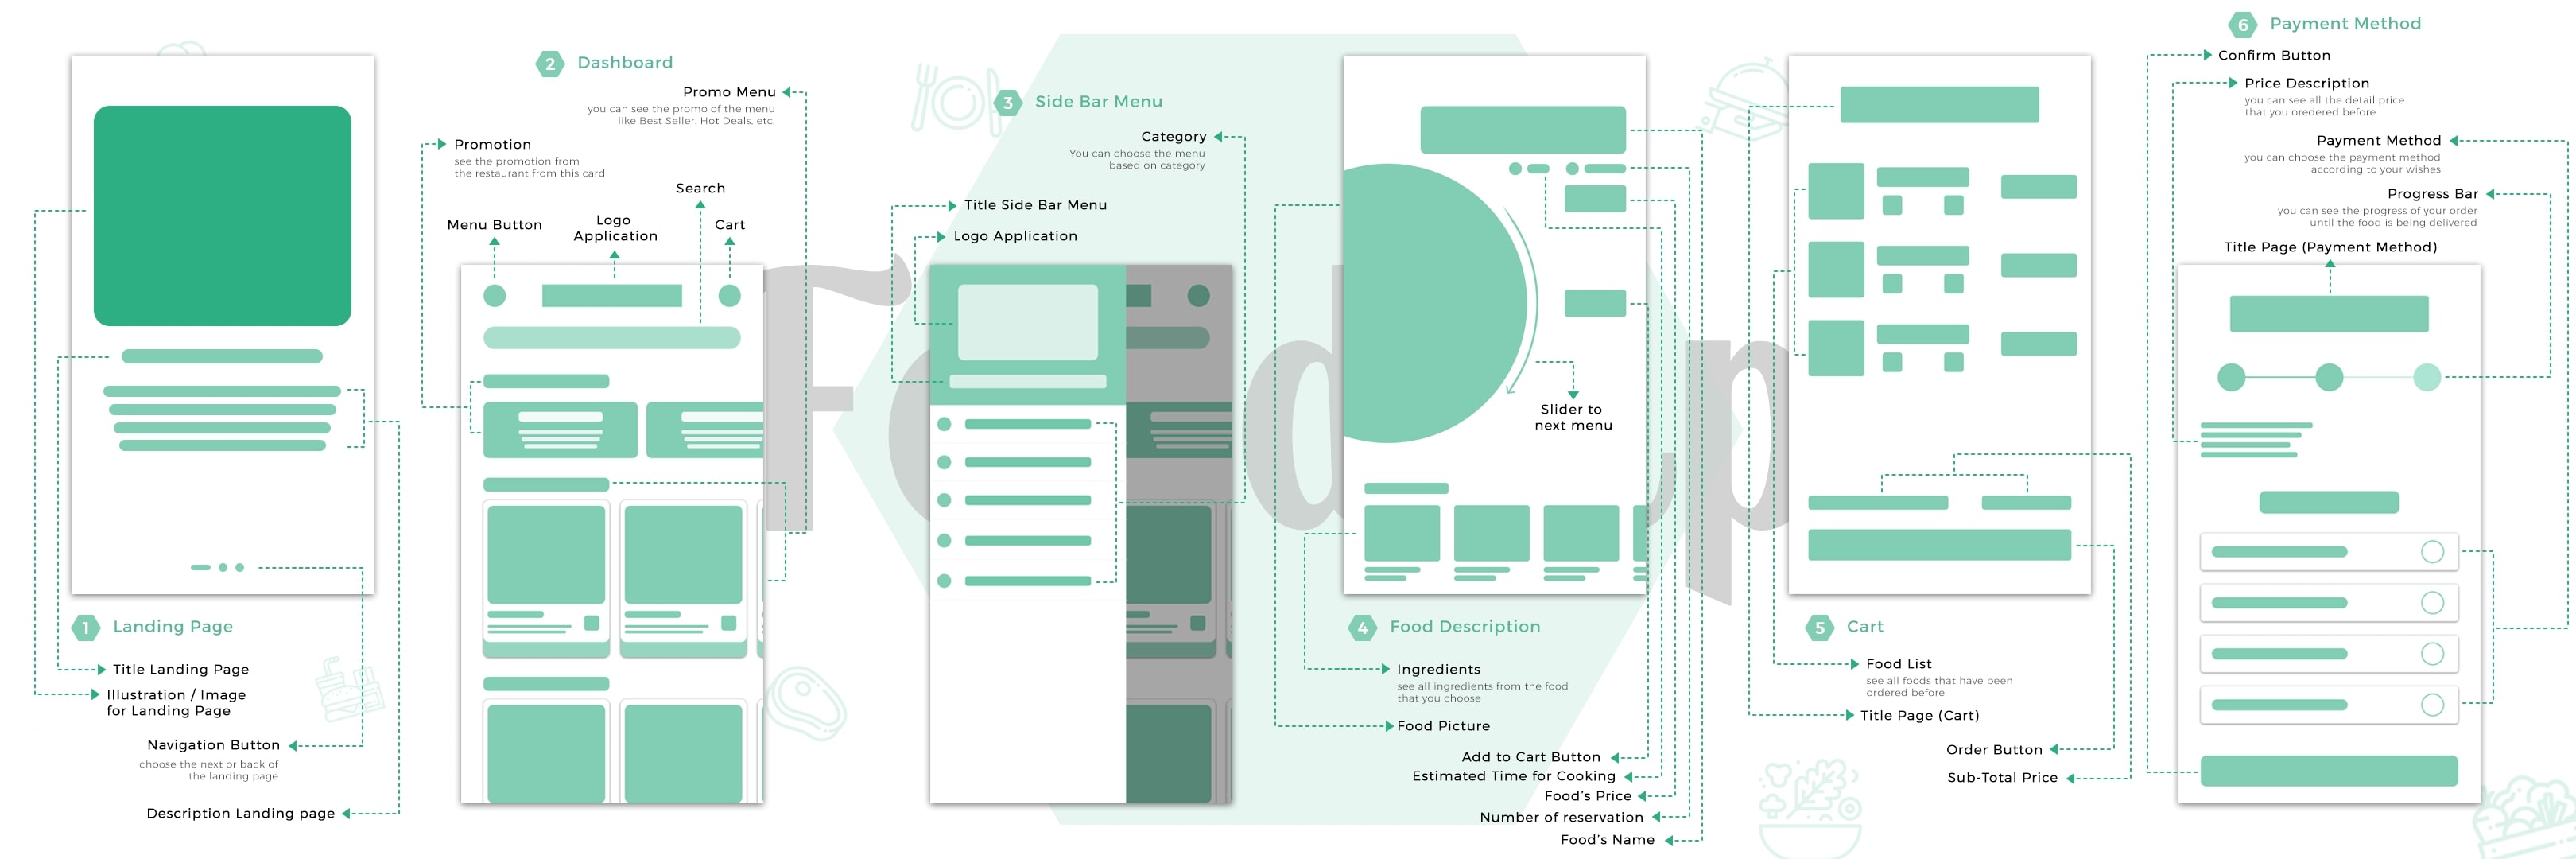 1 Landing Page
Title Landing Page
Illustration / Image
for Landing Page
Navigation Button
choose the next or back of
the landing page
Description Landing page
2 Dashboard
Promo Menu
you can see the promo of the menu
like Best Seller, Hot Deals, etc.
Promotion
see the promotion from
the restaurant from this card
Search
Menu Button
Logo
Application
Cart
3 Side Bar Menu
Category
You can choose the menu
based on category
Title Side Bar Menu
Logo Application
Slider to
next menu
4 Food Description
Ingredients
see all ingredients from the food
that you choose
Food Picture
Add to Cart Button
Estimated Time for Cooking
Food's Price
Number of reservation
Food's Name
5 Cart
Food List
see all foods that have been
ordered before
Title Page (Cart)
Order Button
Sub-Total Price
6 Payment Method
Confirm Button
Price Description
you can see all the detail price
that you oredered before
Payment Method
you can choose the payment method
according to your wishes
Progress Bar
you can see the progress of your order
until the food is being delivered
Title Page (Payment Method)